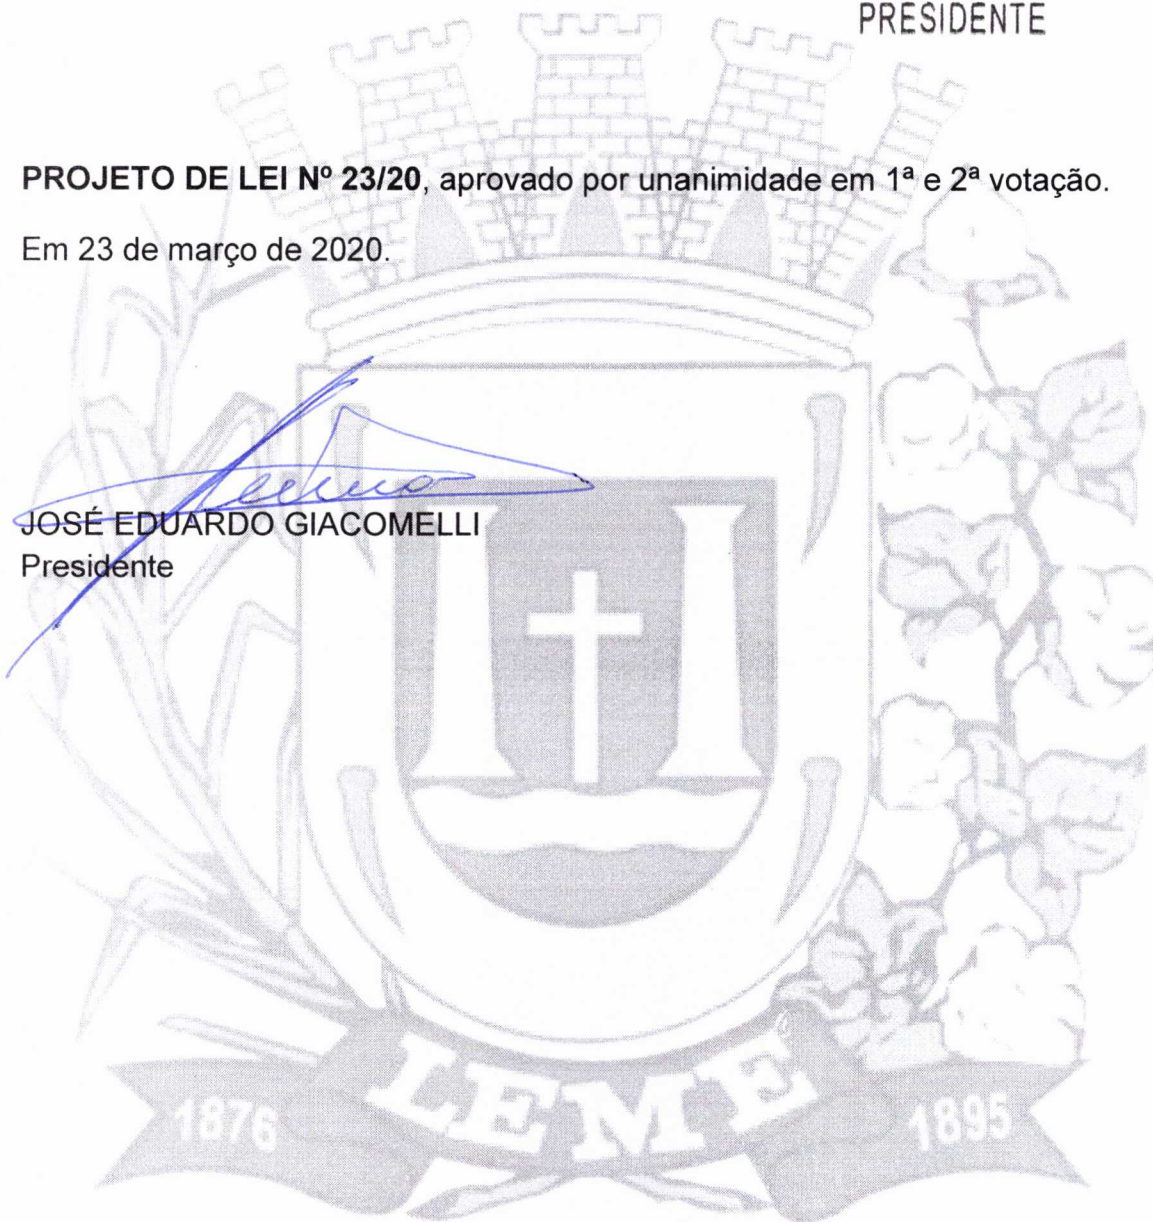 PRESIDENTE
PROJETO DE LEI Nº 23/20, aprovado por unanimidade em 1ª e 2ª votação.
Em 23 de março de 2020.
JOSÉ EDUARDO GIACOMELLI
Presidente
1876
LEME
1895